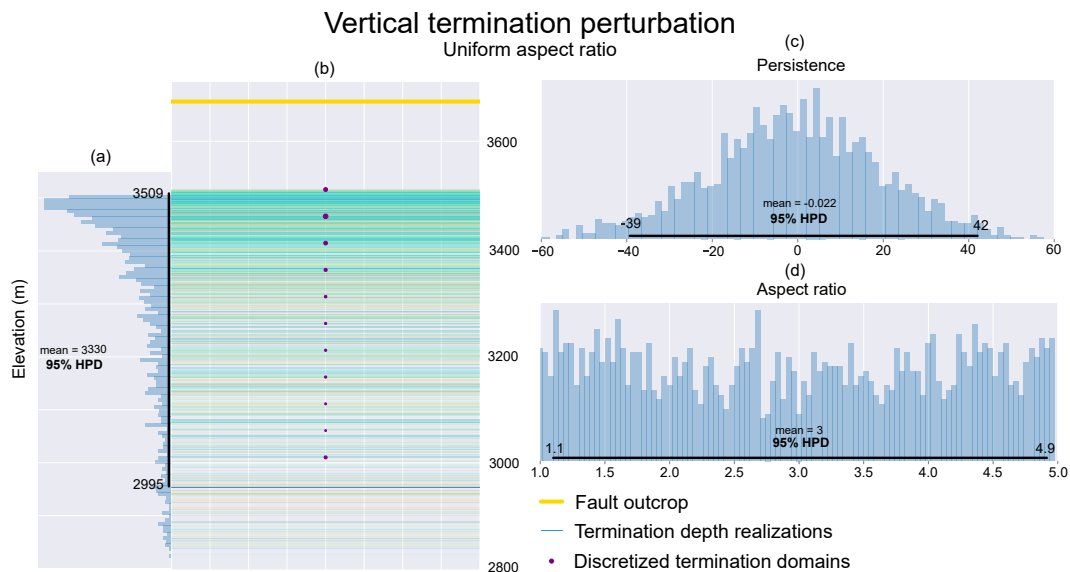 Vertical termination perturbation
Uniform aspect ratio
(a)
(b)
(c)
Persistence
3509
2995
mean = 3330
95% HPD
Elevation (m)
3600
3400
3200
3000
2800
mean = -0.022
95% HPD
-39
42
−60 −40 −20 0 20 40 60
(d)
Aspect ratio
mean = 3
95% HPD
1.1
4.9
1.0 1.5 2.0 2.5 3.0 3.5 4.0 4.5 5.0
Fault outcrop
Termination depth realizations
Discretized termination domains